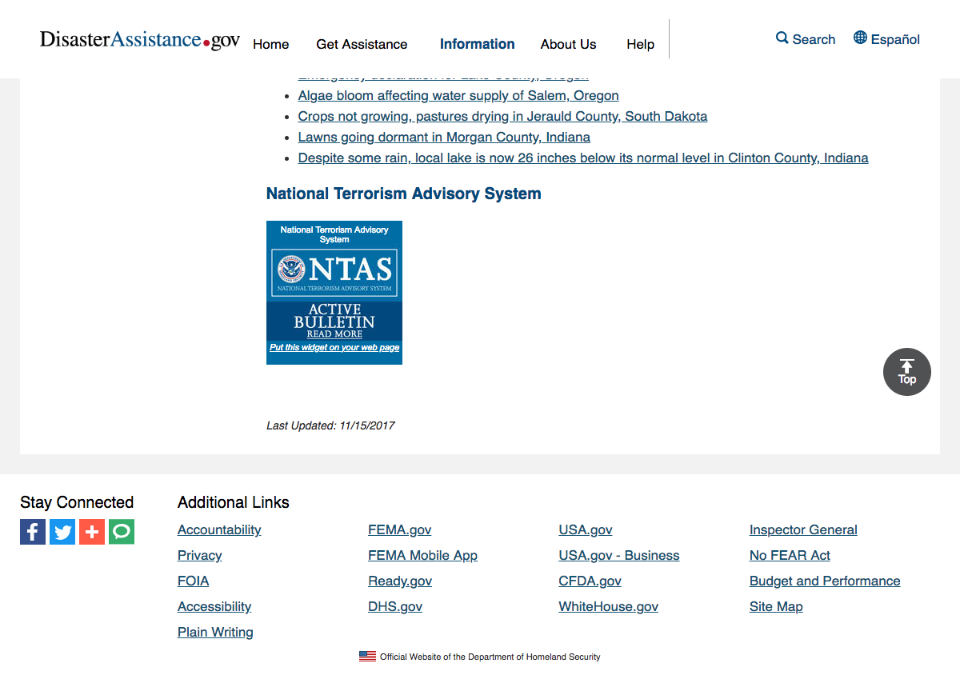 DisasterAssistance.gov Home Get Assistance Information About Us Help Search Español
Emergency declaration for Lake County, Oregon
Algae bloom affecting water supply of Salem, Oregon
Crops not growing, pastures drying in Jerauld County, South Dakota
Lawns going dormant in Morgan County, Indiana
Despite some rain, local lake is now 26 inches below its normal level in Clinton County, Indiana
National Terrorism Advisory System
National Terrorism Advisory
System
NTAS
NATIONAL TERRORISM ADVISORY SYSTEM
ACTIVE
BULLETIN
READ MORE
Put this widget on your web page
Top
Last Updated: 11/15/2017
Stay Connected Additional Links
Accountability FEMA.gov USA.gov Inspector General
Privacy FEMA Mobile App USA.gov - Business No FEAR Act
FOIA Ready.gov CFDA.gov Budget and Performance
Accessibility DHS.gov WhiteHouse.gov Site Map
Plain Writing
Official Website of the Department of Homeland Security